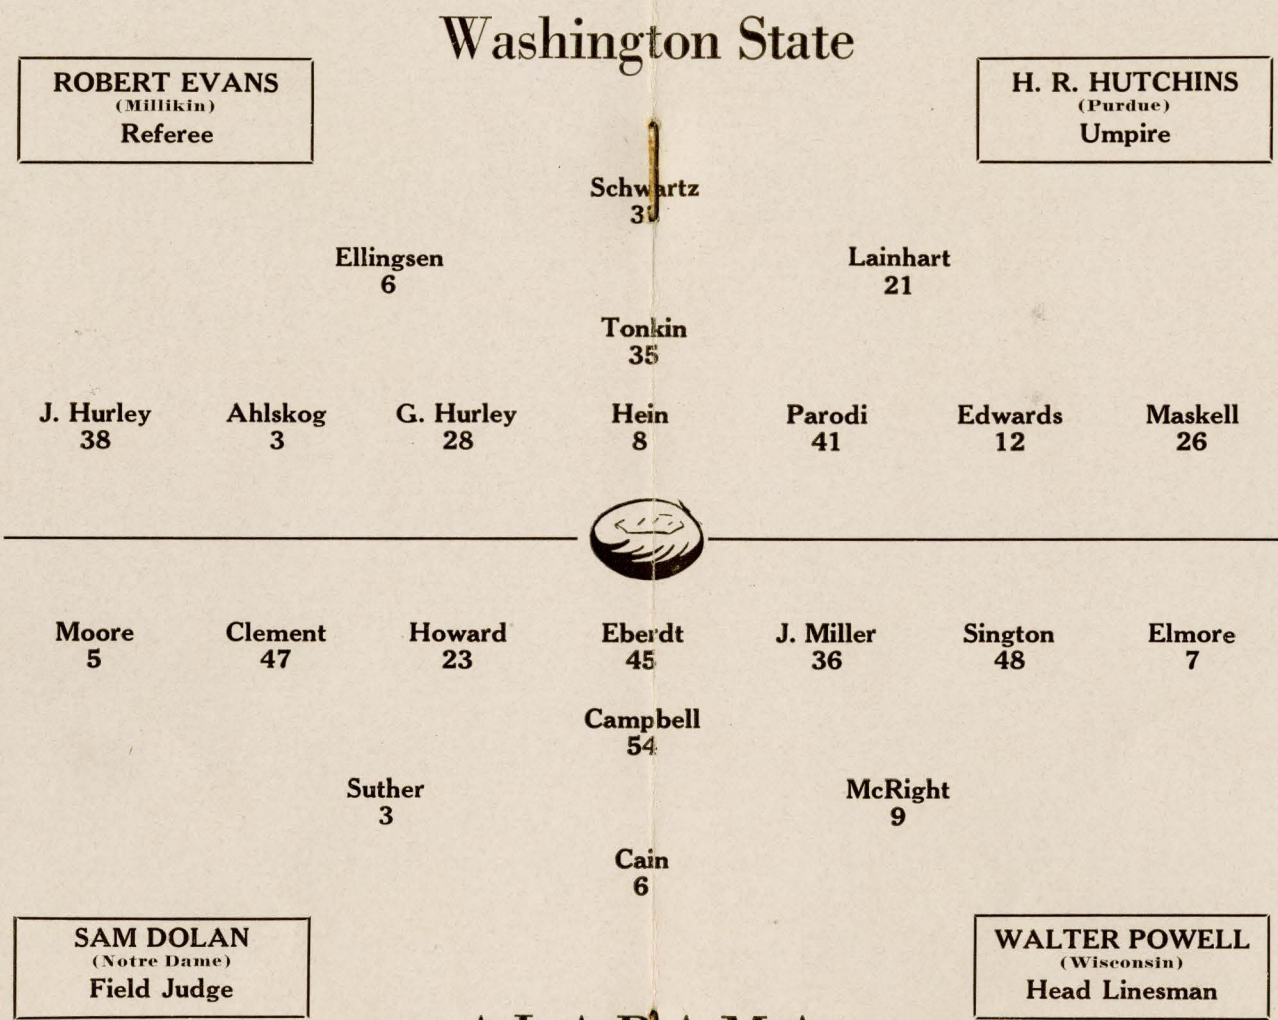 Washington State
ROBERT EVANS
(Millikin)
Referee
H. R. HUTCHINS
(Purdue)
Umpire
Schwartz
Ellingsen
6
Lainhart
21
Tonkin
35
J. Hurley
38
Ahlskog
3
G. Hurley
28
Hein
8
Parodi
41
Edwards
12
Maskell
26
Moore
5
Clement
47
Howard
23
Eberdt
45
J. Miller
36
Sington
48
Elmore
7
Campbell
54
Suther
3
McRight
9
Cain
6
SAM DOLAN
(Notre Dame)
Field Judge
WALTER POWELL
(Wisconsin)
Head Linesman